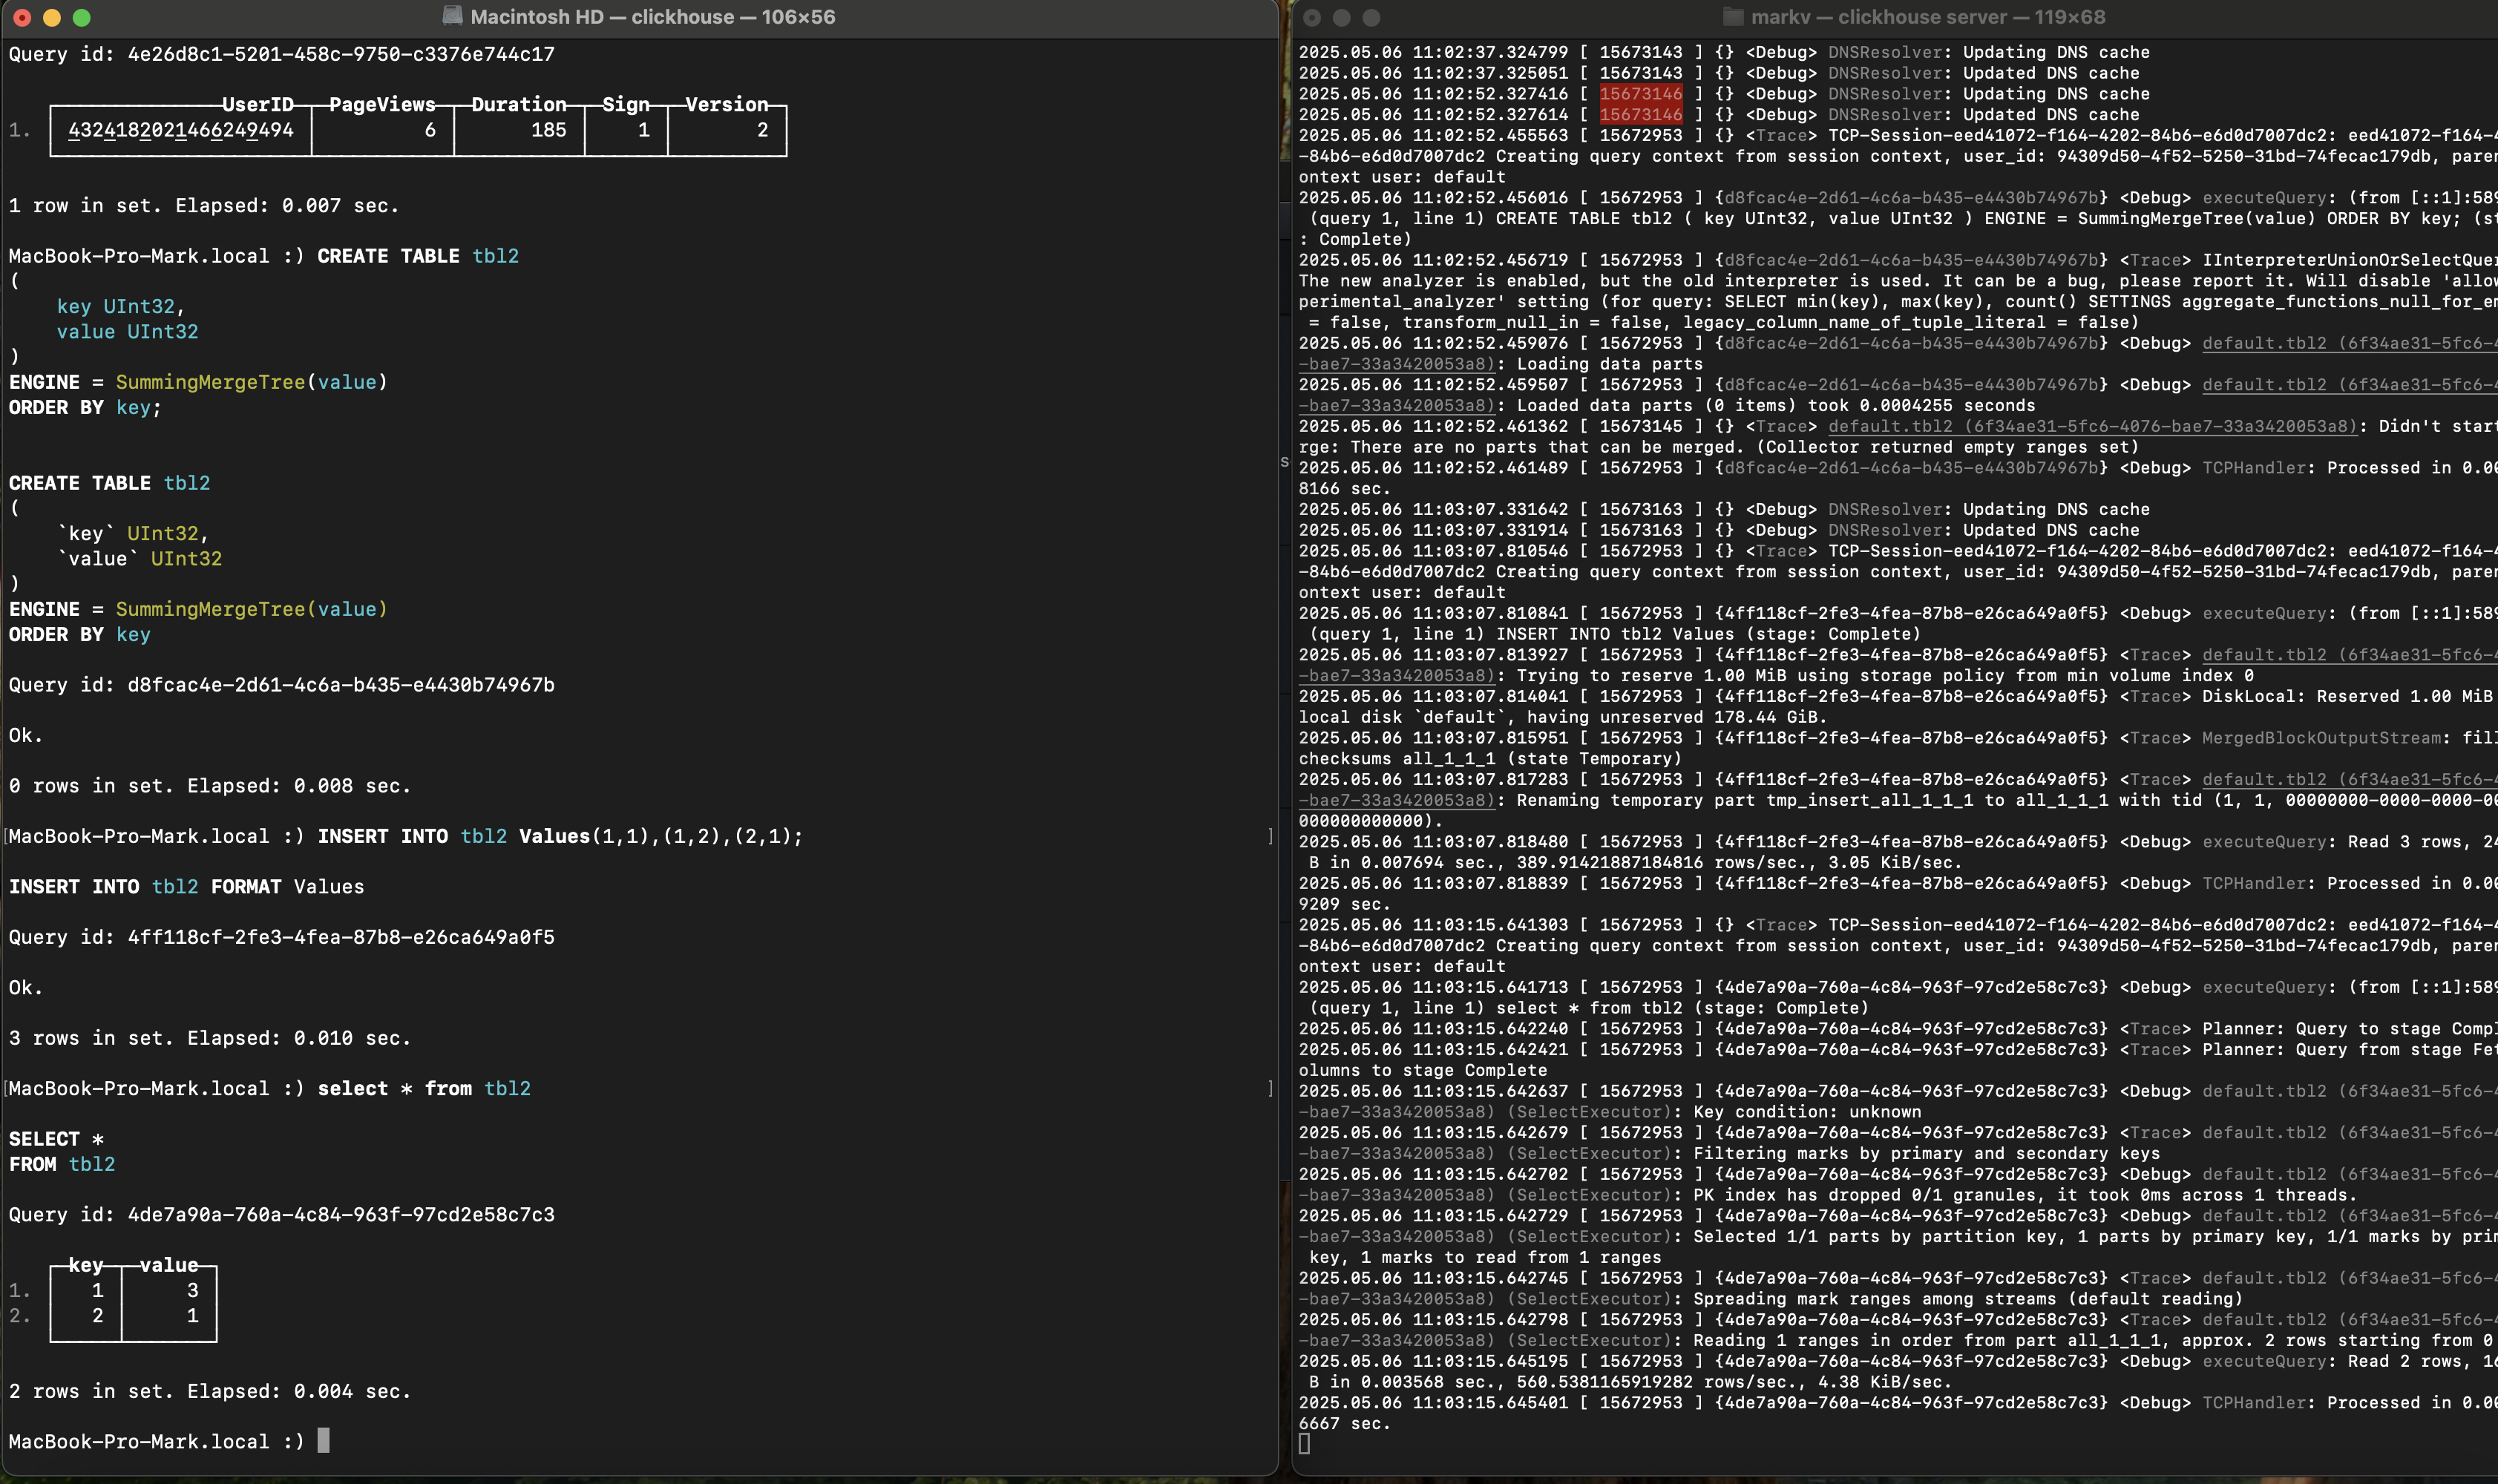 Macintosh HD — clickhouse — 106×56
Query id: 4e26d8c1-5201-458c-9750-c3376e744c17
UserID PageViews Duration Sign Version
1. 4324182021466249494 6 185 1 2
1 row in set. Elapsed: 0.007 sec.
MacBook-Pro-Mark.local :) CREATE TABLE tbl2
(
key UInt32,
value UInt32
)
ENGINE = SummingMergeTree(value)
ORDER BY key;
CREATE TABLE tbl2
(
`key` UInt32,
`value` UInt32
)
ENGINE = SummingMergeTree(value)
ORDER BY key
Query id: d8fcac4e-2d61-4c6a-b435-e4430b74967b
Ok.
0 rows in set. Elapsed: 0.008 sec.
[MacBook-Pro-Mark.local :) INSERT INTO tbl2 Values(1,1),(1,2),(2,1); ]
INSERT INTO tbl2 FORMAT Values
Query id: 4ff118cf-2fe3-4fea-87b8-e26ca649a0f5
Ok.
3 rows in set. Elapsed: 0.010 sec.
[MacBook-Pro-Mark.local :) select * from tbl2 ]
SELECT *
FROM tbl2
Query id: 4de7a90a-760a-4c84-963f-97cd2e58c7c3
key value
1. 1 3
2. 2 1
2 rows in set. Elapsed: 0.004 sec.
MacBook-Pro-Mark.local :)
markv — clickhouse server — 119×68
2025.05.06 11:02:37.324799 [ 15673143 ] {} <Debug> DNSResolver: Updating DNS cache
2025.05.06 11:02:37.325051 [ 15673143 ] {} <Debug> DNSResolver: Updated DNS cache
2025.05.06 11:02:52.327416 [ 15673146 ] {} <Debug> DNSResolver: Updating DNS cache
2025.05.06 11:02:52.327614 [ 15673146 ] {} <Debug> DNSResolver: Updated DNS cache
2025.05.06 11:02:52.455563 [ 15672953 ] {} <Trace> TCP-Session-eed41072-f164-4202-84b6-e6d0d7007dc2: eed41072-f164-4
-84b6-e6d0d7007dc2 Creating query context from session context, user_id: 94309d50-4f52-5250-31bd-74fecac179db, paren
ontext user: default
2025.05.06 11:02:52.456016 [ 15672953 ] {d8fcac4e-2d61-4c6a-b435-e4430b74967b} <Debug> executeQuery: (from [::1]:589
(query 1, line 1) CREATE TABLE tbl2 ( key UInt32, value UInt32 ) ENGINE = SummingMergeTree(value) ORDER BY key; (st
: Complete)
2025.05.06 11:02:52.456719 [ 15672953 ] {d8fcac4e-2d61-4c6a-b435-e4430b74967b} <Trace> IInterpreterUnionOrSelectQuer
The new analyzer is enabled, but the old interpreter is used. It can be a bug, please report it. Will disable 'allow
perimental_analyzer' setting (for query: SELECT min(key), max(key), count() SETTINGS aggregate_functions_null_for_em
= false, transform_null_in = false, legacy_column_name_of_tuple_literal = false)
2025.05.06 11:02:52.459076 [ 15672953 ] {d8fcac4e-2d61-4c6a-b435-e4430b74967b} <Debug> default.tbl2 (6f34ae31-5fc6-4
-bae7-33a3420053a8): Loading data parts
2025.05.06 11:02:52.459507 [ 15672953 ] {d8fcac4e-2d61-4c6a-b435-e4430b74967b} <Debug> default.tbl2 (6f34ae31-5fc6-4
-bae7-33a3420053a8): Loaded data parts (0 items) took 0.0004255 seconds
2025.05.06 11:02:52.461362 [ 15673145 ] {} <Trace> default.tbl2 (6f34ae31-5fc6-4076-bae7-33a3420053a8): Didn't start
rge: There are no parts that can be merged. (Collector returned empty ranges set)
2025.05.06 11:02:52.461489 [ 15672953 ] {d8fcac4e-2d61-4c6a-b435-e4430b74967b} <Debug> TCPHandler: Processed in 0.00
8166 sec.
2025.05.06 11:03:07.331642 [ 15673163 ] {} <Debug> DNSResolver: Updating DNS cache
2025.05.06 11:03:07.331914 [ 15673163 ] {} <Debug> DNSResolver: Updated DNS cache
2025.05.06 11:03:07.810546 [ 15672953 ] {} <Trace> TCP-Session-eed41072-f164-4202-84b6-e6d0d7007dc2: eed41072-f164-4
-84b6-e6d0d7007dc2 Creating query context from session context, user_id: 94309d50-4f52-5250-31bd-74fecac179db, paren
ontext user: default
2025.05.06 11:03:07.810841 [ 15672953 ] {4ff118cf-2fe3-4fea-87b8-e26ca649a0f5} <Debug> executeQuery: (from [::1]:589
(query 1, line 1) INSERT INTO tbl2 Values (stage: Complete)
2025.05.06 11:03:07.813927 [ 15672953 ] {4ff118cf-2fe3-4fea-87b8-e26ca649a0f5} <Trace> default.tbl2 (6f34ae31-5fc6-4
-bae7-33a3420053a8): Trying to reserve 1.00 MiB using storage policy from min volume index 0
2025.05.06 11:03:07.814041 [ 15672953 ] {4ff118cf-2fe3-4fea-87b8-e26ca649a0f5} <Trace> DiskLocal: Reserved 1.00 MiB
local disk `default`, having unreserved 178.44 GiB.
2025.05.06 11:03:07.815951 [ 15672953 ] {4ff118cf-2fe3-4fea-87b8-e26ca649a0f5} <Trace> MergedBlockOutputStream: fill
checksums all_1_1_1 (state Temporary)
2025.05.06 11:03:07.817283 [ 15672953 ] {4ff118cf-2fe3-4fea-87b8-e26ca649a0f5} <Trace> default.tbl2 (6f34ae31-5fc6-4
-bae7-33a3420053a8): Renaming temporary part tmp_insert_all_1_1_1 to all_1_1_1 with tid (1, 1, 00000000-0000-0000-00
000000000000).
2025.05.06 11:03:07.818480 [ 15672953 ] {4ff118cf-2fe3-4fea-87b8-e26ca649a0f5} <Debug> executeQuery: Read 3 rows, 24
B in 0.007694 sec., 389.91421887184816 rows/sec., 3.05 KiB/sec.
2025.05.06 11:03:07.818839 [ 15672953 ] {4ff118cf-2fe3-4fea-87b8-e26ca649a0f5} <Debug> TCPHandler: Processed in 0.00
9209 sec.
2025.05.06 11:03:15.641303 [ 15672953 ] {} <Trace> TCP-Session-eed41072-f164-4202-84b6-e6d0d7007dc2: eed41072-f164-4
-84b6-e6d0d7007dc2 Creating query context from session context, user_id: 94309d50-4f52-5250-31bd-74fecac179db, paren
ontext user: default
2025.05.06 11:03:15.641713 [ 15672953 ] {4de7a90a-760a-4c84-963f-97cd2e58c7c3} <Debug> executeQuery: (from [::1]:589
(query 1, line 1) select * from tbl2 (stage: Complete)
2025.05.06 11:03:15.642240 [ 15672953 ] {4de7a90a-760a-4c84-963f-97cd2e58c7c3} <Trace> Planner: Query to stage Compl
2025.05.06 11:03:15.642421 [ 15672953 ] {4de7a90a-760a-4c84-963f-97cd2e58c7c3} <Trace> Planner: Query from stage Fet
olumns to stage Complete
2025.05.06 11:03:15.642637 [ 15672953 ] {4de7a90a-760a-4c84-963f-97cd2e58c7c3} <Debug> default.tbl2 (6f34ae31-5fc6-4
-bae7-33a3420053a8) (SelectExecutor): Key condition: unknown
2025.05.06 11:03:15.642679 [ 15672953 ] {4de7a90a-760a-4c84-963f-97cd2e58c7c3} <Trace> default.tbl2 (6f34ae31-5fc6-4
-bae7-33a3420053a8) (SelectExecutor): Filtering marks by primary and secondary keys
2025.05.06 11:03:15.642702 [ 15672953 ] {4de7a90a-760a-4c84-963f-97cd2e58c7c3} <Debug> default.tbl2 (6f34ae31-5fc6-4
-bae7-33a3420053a8) (SelectExecutor): PK index has dropped 0/1 granules, it took 0ms across 1 threads.
2025.05.06 11:03:15.642729 [ 15672953 ] {4de7a90a-760a-4c84-963f-97cd2e58c7c3} <Debug> default.tbl2 (6f34ae31-5fc6-4
-bae7-33a3420053a8) (SelectExecutor): Selected 1/1 parts by partition key, 1 parts by primary key, 1/1 marks by prim
key, 1 marks to read from 1 ranges
2025.05.06 11:03:15.642745 [ 15672953 ] {4de7a90a-760a-4c84-963f-97cd2e58c7c3} <Trace> default.tbl2 (6f34ae31-5fc6-4
-bae7-33a3420053a8) (SelectExecutor): Spreading mark ranges among streams (default reading)
2025.05.06 11:03:15.642798 [ 15672953 ] {4de7a90a-760a-4c84-963f-97cd2e58c7c3} <Trace> default.tbl2 (6f34ae31-5fc6-4
-bae7-33a3420053a8) (SelectExecutor): Reading 1 ranges in order from part all_1_1_1, approx. 2 rows starting from 0
2025.05.06 11:03:15.645195 [ 15672953 ] {4de7a90a-760a-4c84-963f-97cd2e58c7c3} <Debug> executeQuery: Read 2 rows, 16
B in 0.003568 sec., 560.5381165919282 rows/sec., 4.38 KiB/sec.
2025.05.06 11:03:15.645401 [ 15672953 ] {4de7a90a-760a-4c84-963f-97cd2e58c7c3} <Debug> TCPHandler: Processed in 0.00
6667 sec.